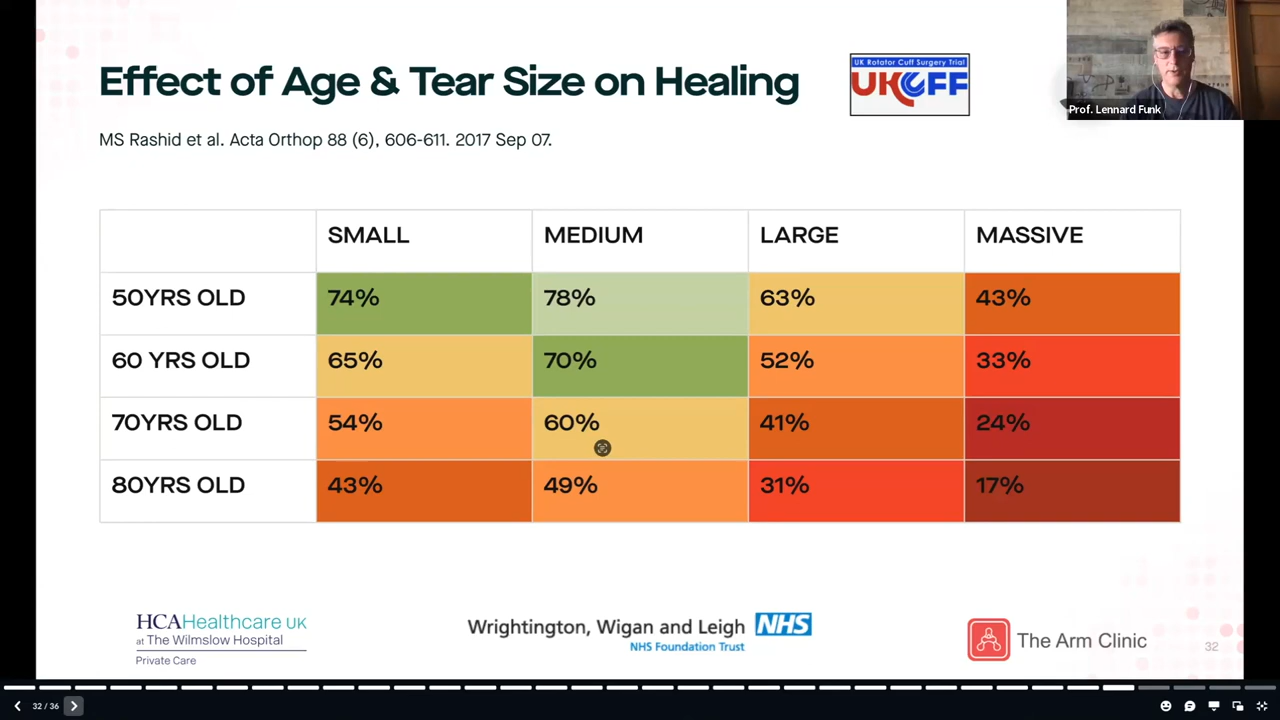 Effect of Age & Tear Size on Healing
UK Rotator Cuff Surgery Trial
UKCUFF
Prof. Lennard Funk
MS Rashid et al. Acta Orthop 88 (6), 606-611. 2017 Sep 07.
SMALL MEDIUM LARGE MASSIVE
50YRS OLD 74% 78% 63% 43%
60 YRS OLD 65% 70% 52% 33%
70YRS OLD 54% 60% 41% 24%
80YRS OLD 43% 49% 31% 17%
HCAHealthcare UK
at The Wilmslow Hospital
Private Care
Wrightington, Wigan and Leigh NHS
NHS Foundation Trust
The Arm Clinic
32
32 / 36